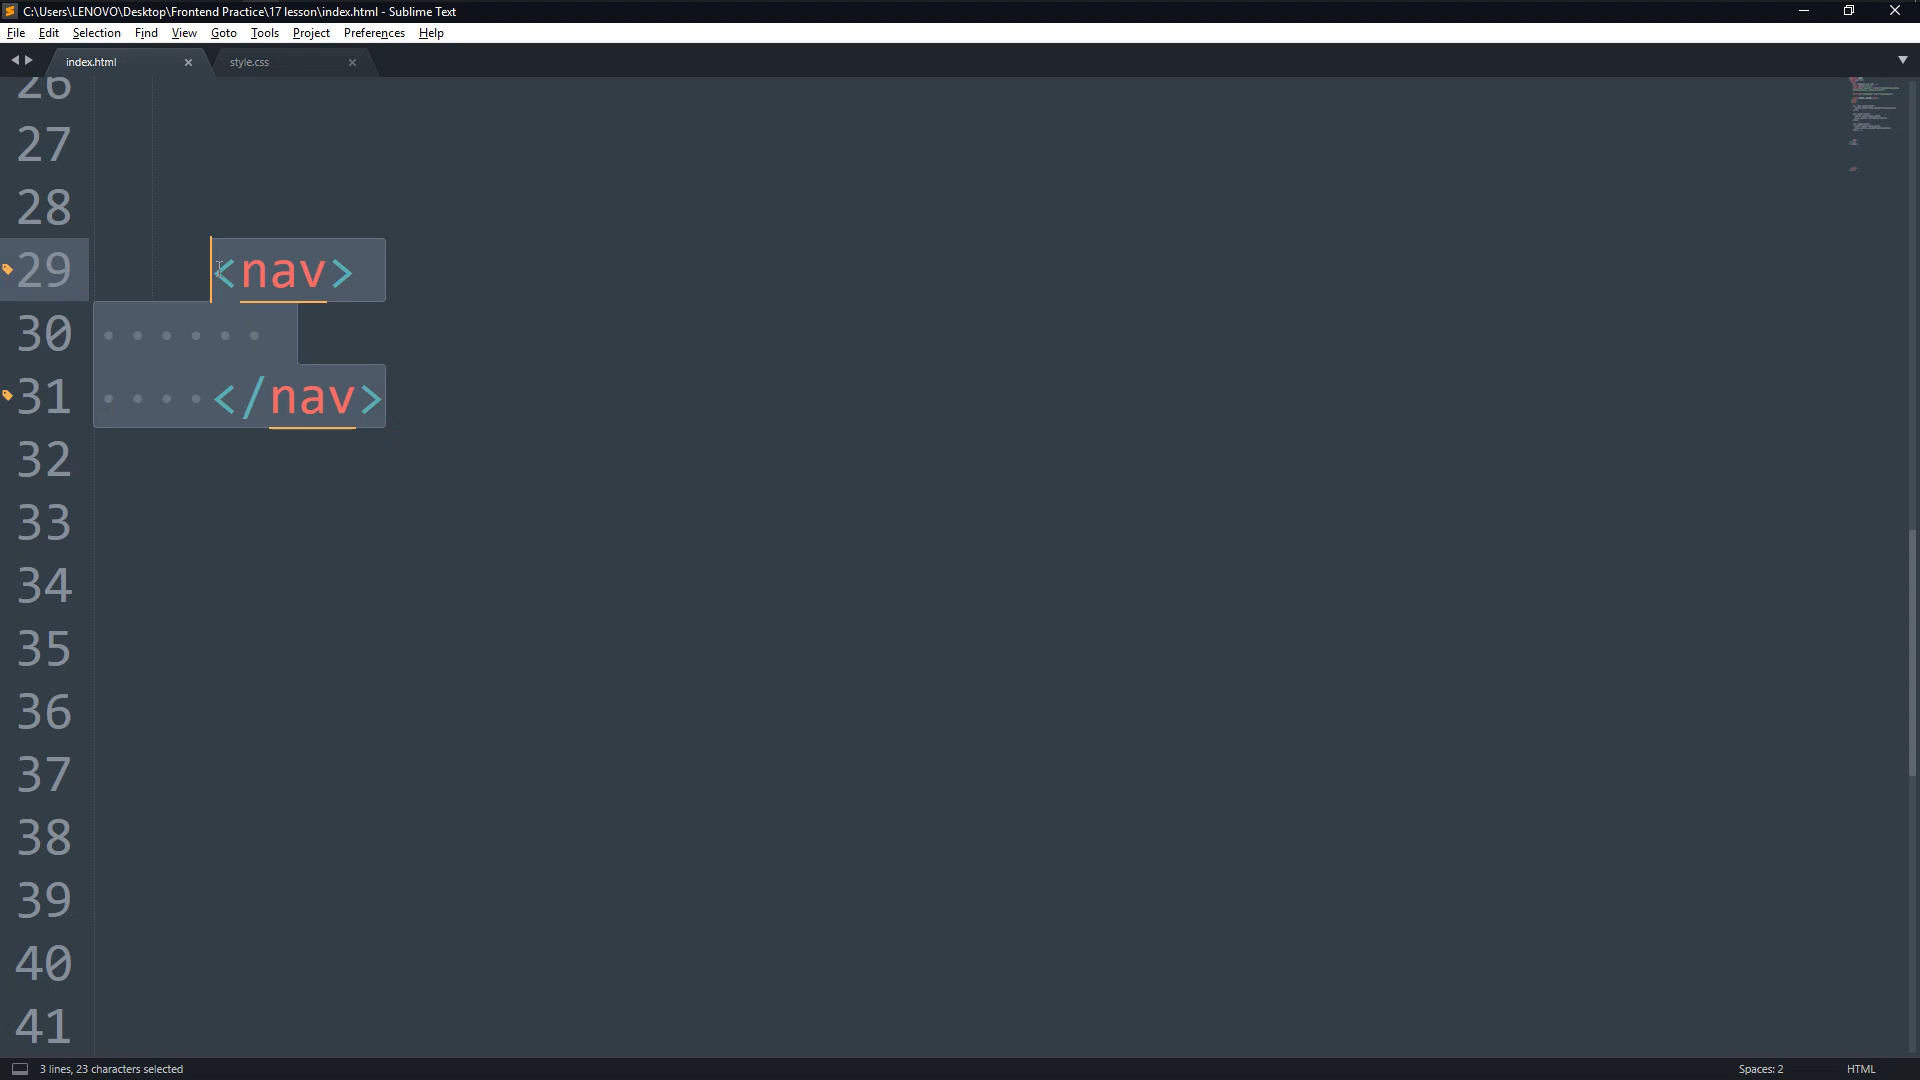 C:\Users\LENOVO\Desktop\Frontend Practice\17 lesson\index.html - Sublime Text
File Edit Selection Find View Goto Tools Project Preferences Help
index.html style.css
26
27
28
29 <nav>
30
31 </nav>
32
33
34
35
36
37
38
39
40
41
3 lines, 23 characters selected Spaces: 2 HTML